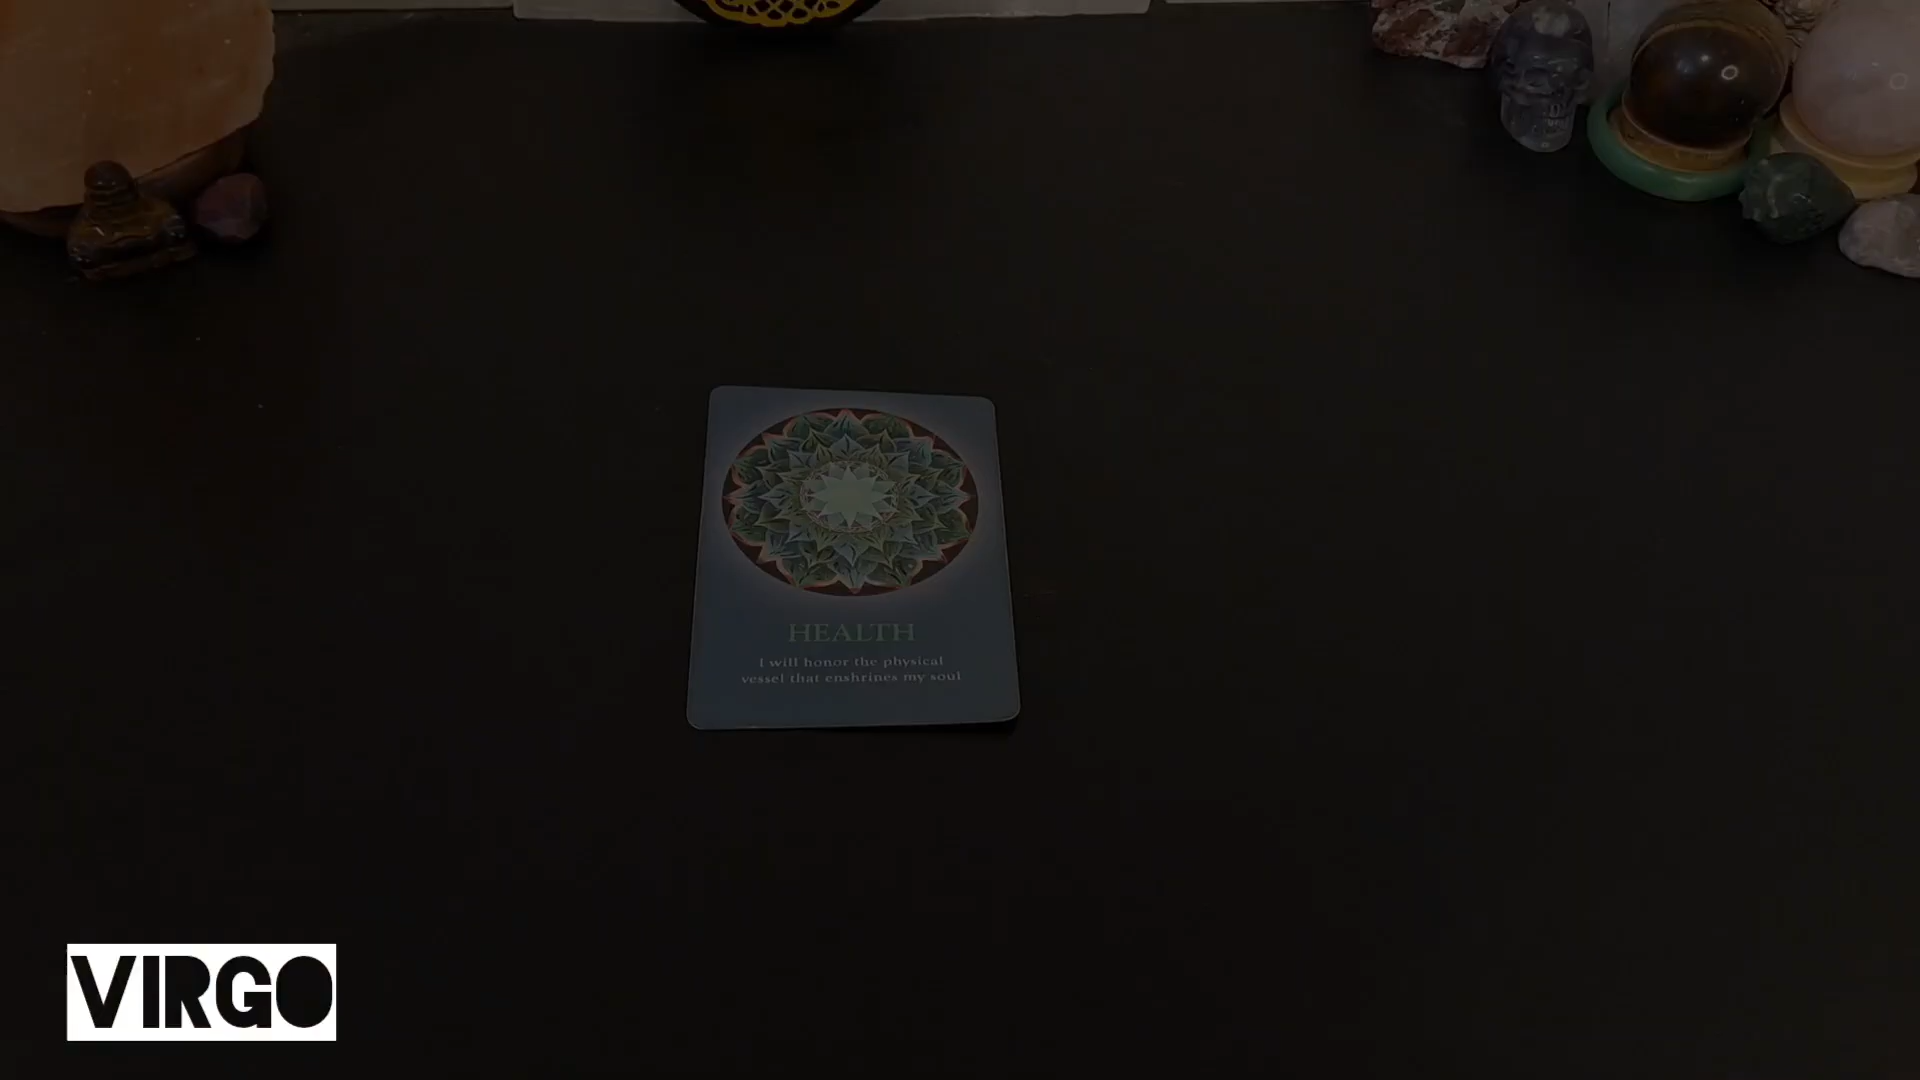 HEALTH
I will honor the physical
vessel that enshrines my soul
VIRGO